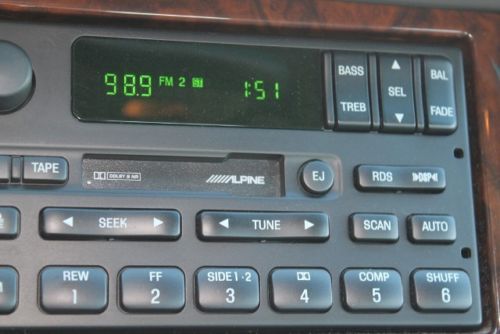 98.9 FM 2 1:51
BASS SEL BAL
TREB FADE
TAPE DOLBY B NR ALPINE EJ RDS DSP
SEEK TUNE SCAN AUTO
REW FF SIDE 1·2 COMP SHUFF
1 2 3 4 5 6